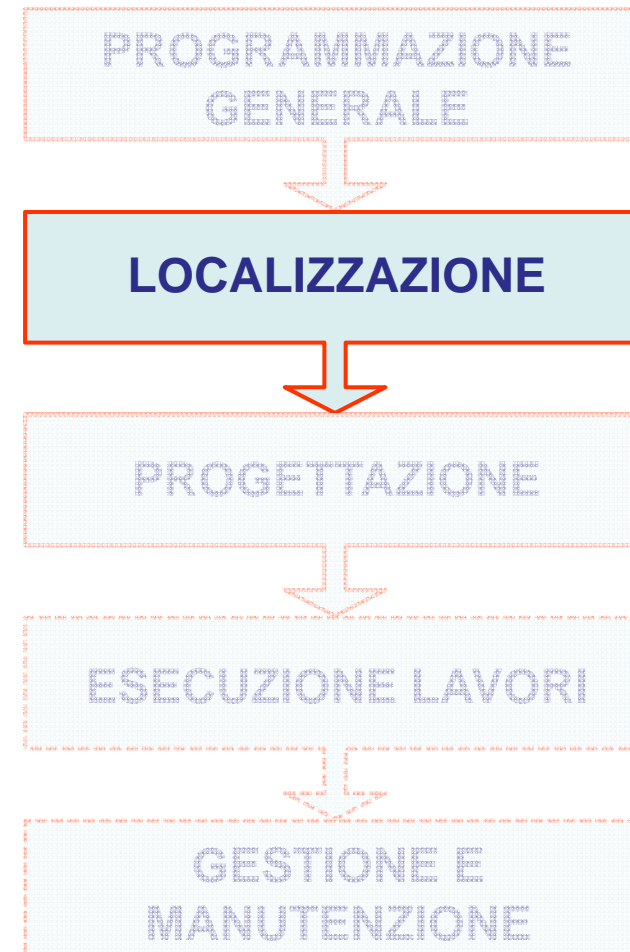 PROGRAMMAZIONE
GENERALE
LOCALIZZAZIONE
PROGETTAZIONE
ESECUZIONE LAVORI
GESTIONE E
MANUTENZIONE